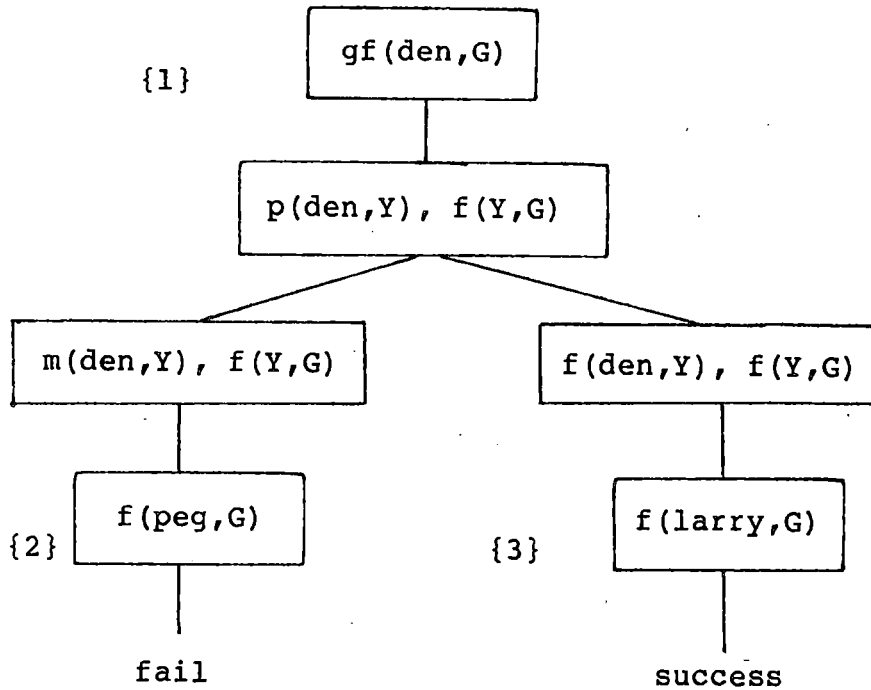 gf(den,G)
{1}
p(den,Y), f(Y,G)
m(den,Y), f(Y,G)
f(den,Y), f(Y,G)
f(peg,G)
f(larry,G)
{2}
{3}
fail
success